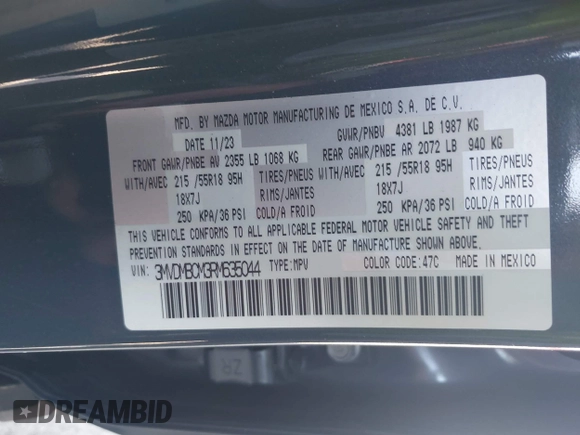 MFD. BY MAZDA MOTOR MANUFACTURING DE MEXICO S.A. DE C.V.
DATE 11/23 GVWR/PNBV 4381 LB 1987 KG
FRONT GAWR/PNBE AV 2355 LB 1068 KG REAR GAWR/PNBE AR 2072 LB 940 KG
WITH/AVEC 215 /55R18 95H TIRES/PNEUS WITH/AVEC 215 /55R18 95H TIRES/PNEUS
18X7J RIMS/JANTES 18X7J RIMS/JANTES
250 KPA/36 PSI COLD/A FROID 250 KPA/36 PSI COLD/A FROID
THIS VEHICLE CONFORMS TO ALL APPLICABLE FEDERAL MOTOR VEHICLE SAFETY AND THEFT
PREVENTION STANDARDS IN EFFECT ON THE DATE OF MANUFACTURE SHOWN ABOVE.
VIN: 3MVDMBCM3RM635044 TYPE:MPV COLOR CODE:47C MADE IN MEXICO
ZR
DREAMBID